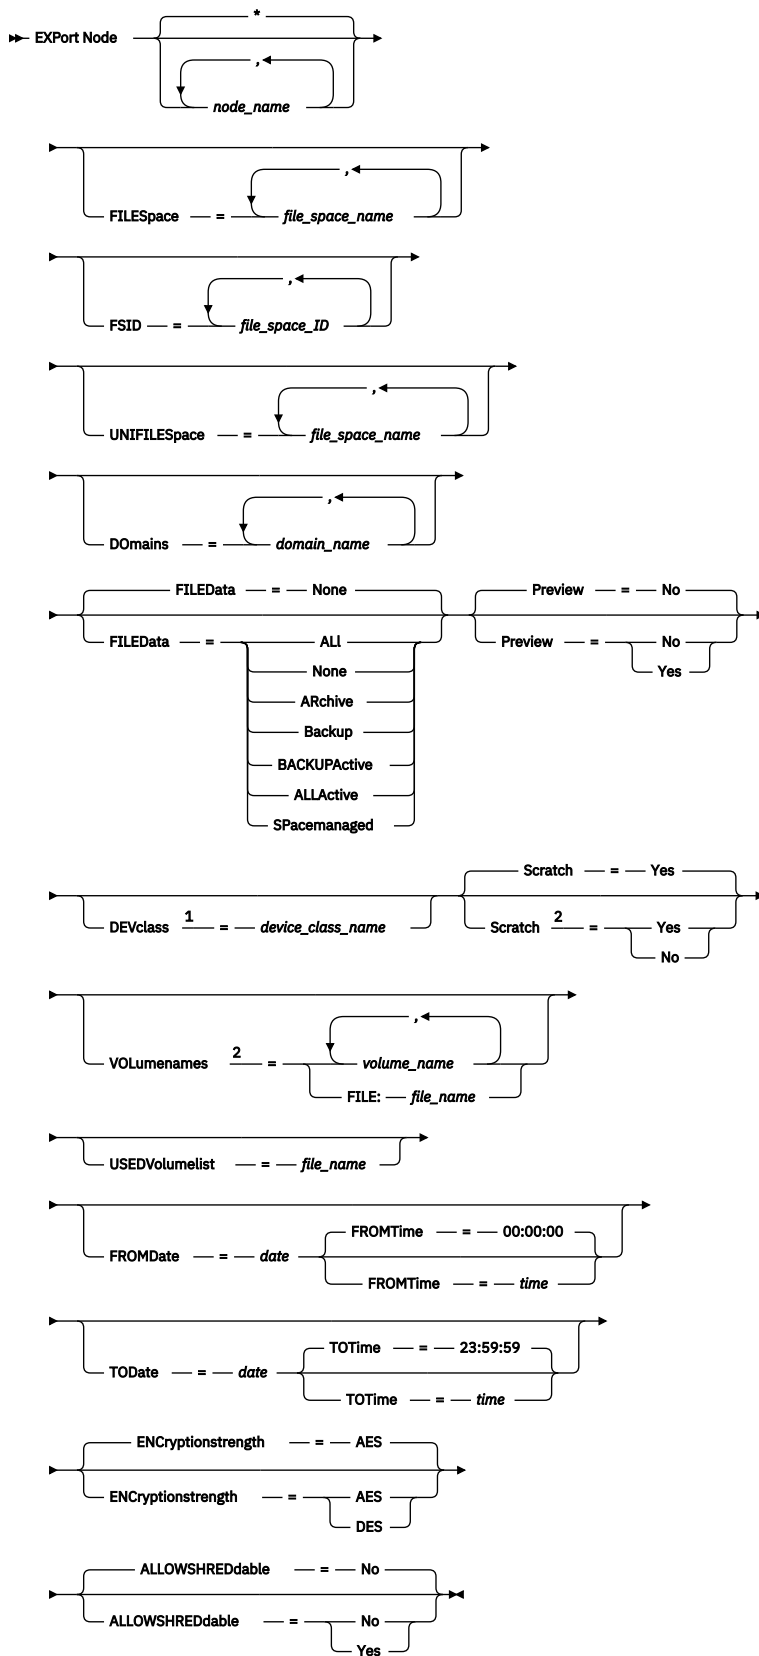 *
EXPort Node
,
node_name
,
FILESpace = file_space_name
,
FSID = file_space_ID
,
UNIFILESpace = file_space_name
,
DOmains = domain_name
FILEData = None Preview = No
FILEData = ALl Preview = No
None Yes
ARchive
Backup
BACKUPActive
ALLActive
SPacemanaged
Scratch = Yes
DEVclass 1 = device_class_name Scratch 2 = Yes
No
,
VOLumenames 2 = volume_name
FILE: file_name
USEDVolumelist = file_name
FROMTime = 00:00:00
FROMDate = date
FROMTime = time
TOTime = 23:59:59
TODate = date
TOTime = time
ENCryptionstrength = AES
ENCryptionstrength = AES
DES
ALLOWSHREDdable = No
ALLOWSHREDdable = No
Yes